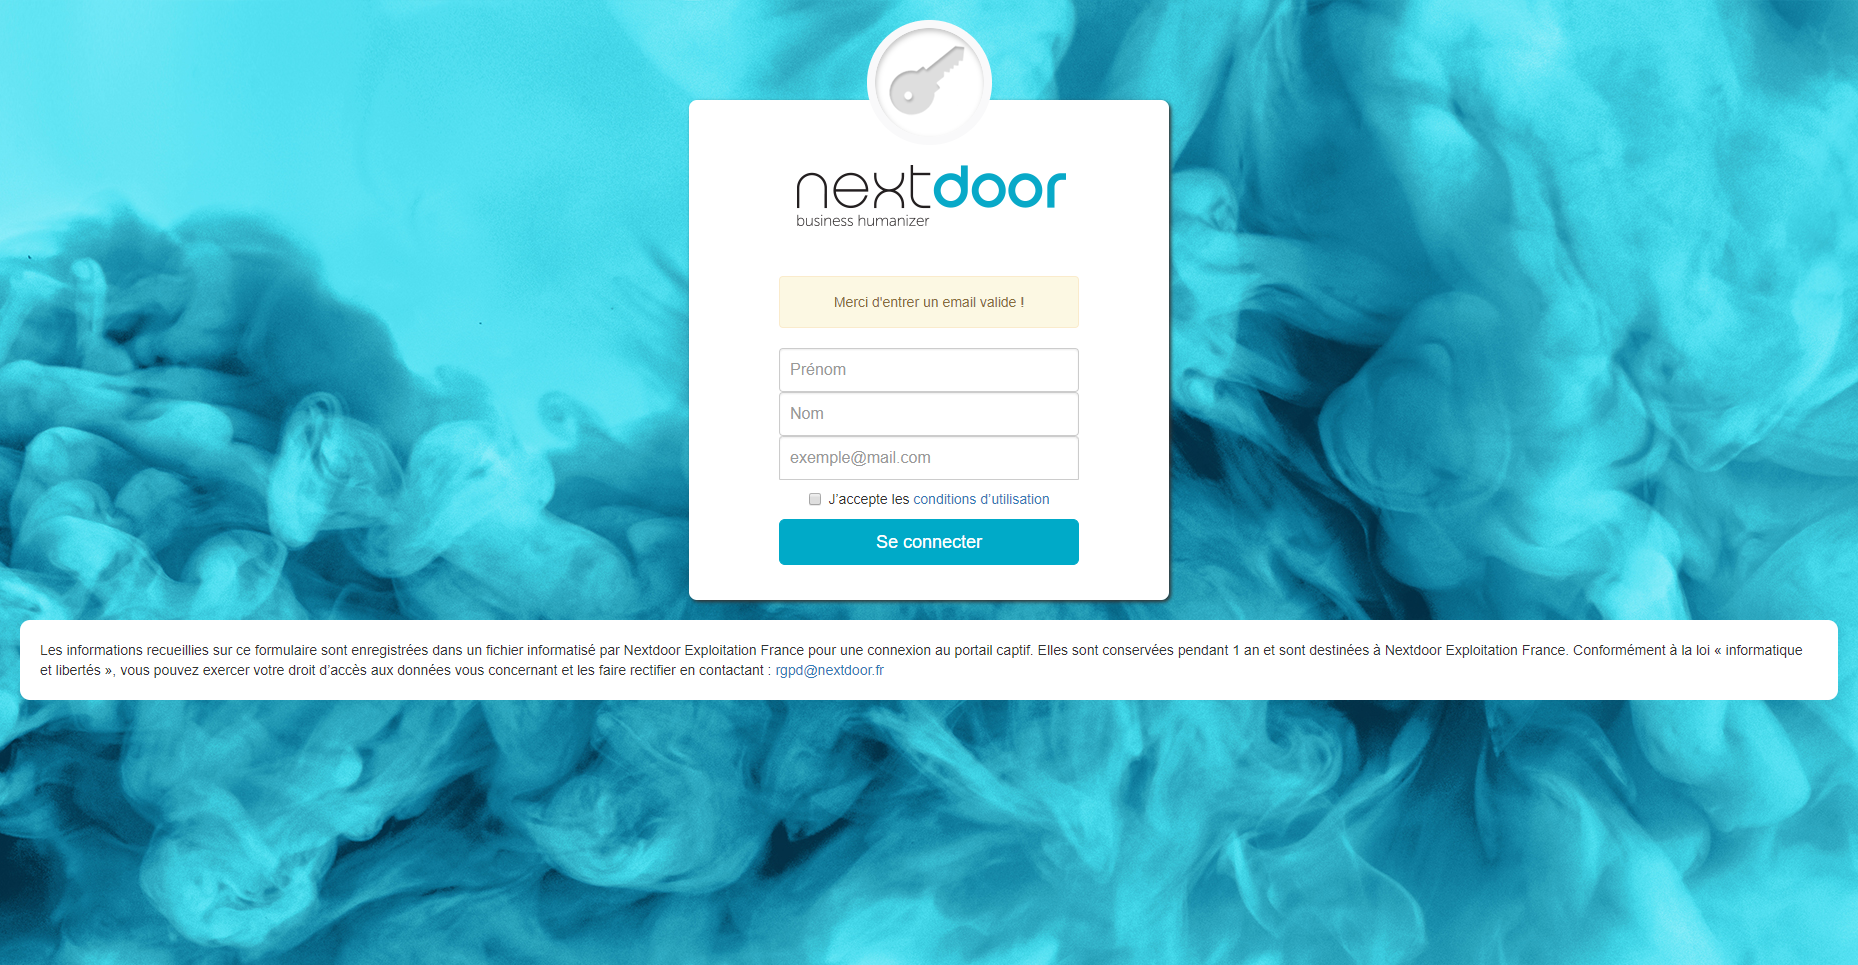 nextdoor
business humanizer
Merci d'entrer un email valide !
Prénom
Nom
exemple@mail.com
J’accepte les conditions d’utilisation
Se connecter
Les informations recueillies sur ce formulaire sont enregistrées dans un fichier informatisé par Nextdoor Exploitation France pour une connexion au portail captif. Elles sont conservées pendant 1 an et sont destinées à Nextdoor Exploitation France. Conformément à la loi « informatique
et libertés », vous pouvez exercer votre droit d’accès aux données vous concernant et les faire rectifier en contactant : rgpd@nextdoor.fr